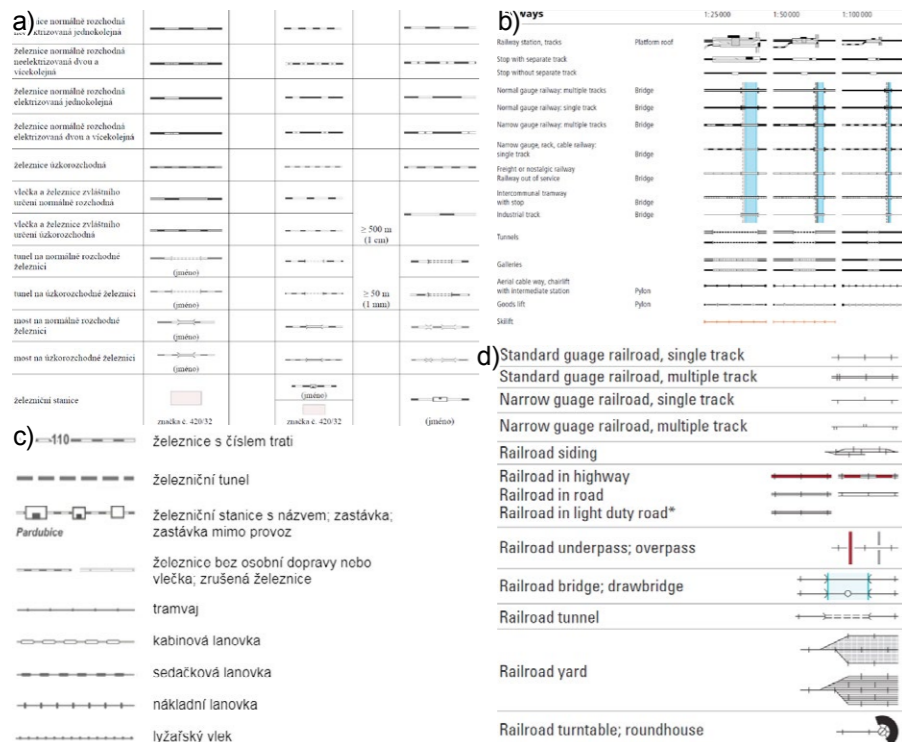 a)
nice normálně rozchodná
elektrizovaná jednokolejná
železnice normálně rozchodná
neelektrizovaná dvou a
vícekolejná
železnice normálně rozchodná
elektrizovaná jednokolejná
železnice normálně rozchodná
elektrizovaná dvou a vícekolejná
železnice úzkorozchodná
vlečka a železnice zvláštního
určení normálně rozchodná
vlečka a železnice zvláštního
určení úzkorozchodná
≥ 500 m
(1 cm)
tunel na normálně rozchodné
železnici
(jméno)
tunel na úzkorozchodné železnici
≥ 50 m
(1 mm)
most na normálně rozchodné
železnici
(jméno)
most na úzkorozchodné železnici
(jméno)
železniční stanice
(jméno)
značka č. 420/32
značka č. 420/32
(jméno)
b)
ways
1:25 000
1:50 000
1:100 000
Railway station, tracks
Platform roof
Stop with separate track
Stop without separate track
Normal gauge railway: multiple tracks
Bridge
Normal gauge railway: single track
Bridge
Narrow gauge railway: multiple tracks
Bridge
Narrow gauge, rack, cable railway:
single track
Bridge
Freight or nostalgic railway
Railway out of service
Bridge
Intercommunal tramway
with stop
Bridge
Industrial track
Bridge
Tunnels
Galleries
Aerial cable way, chairlift
with intermediate station
Pylon
Goods lift
Pylon
Skilift
c)
110
železnice s číslem trati
železniční tunel
železniční stanice s názvem; zastávka;
zastávka mimo provoz
Pardubice
železnice bez osobní dopravy nebo
vlečka; zrušená železnice
tramvaj
kabinová lanovka
sedačková lanovka
nákladní lanovka
lyžařský vlek
d)
Standard guage railroad, single track
Standard guage railroad, multiple track
Narrow guage railroad, single track
Narrow guage railroad, multiple track
Railroad siding
Railroad in highway
Railroad in road
Railroad in light duty road*
Railroad underpass; overpass
Railroad bridge; drawbridge
Railroad tunnel
Railroad yard
Railroad turntable; roundhouse